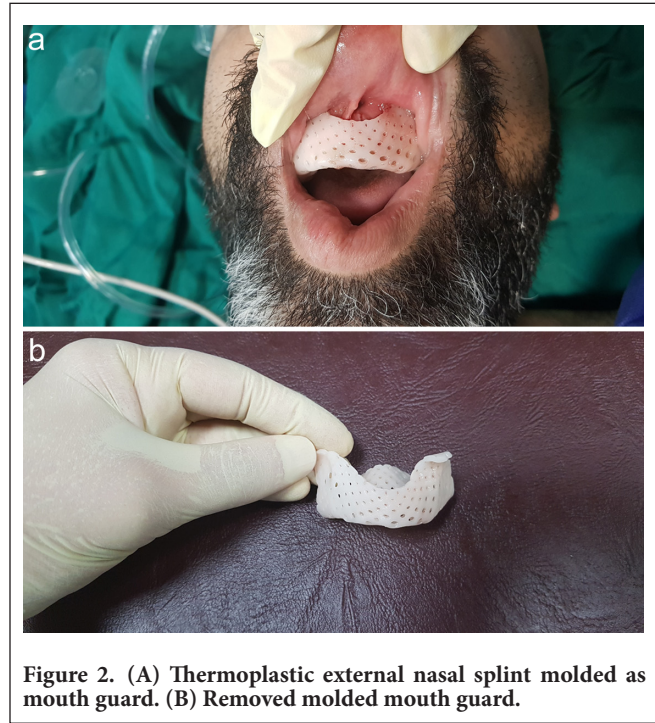 a
b
Figure 2. (A) Thermoplastic external nasal splint molded as
mouth guard. (B) Removed molded mouth guard.